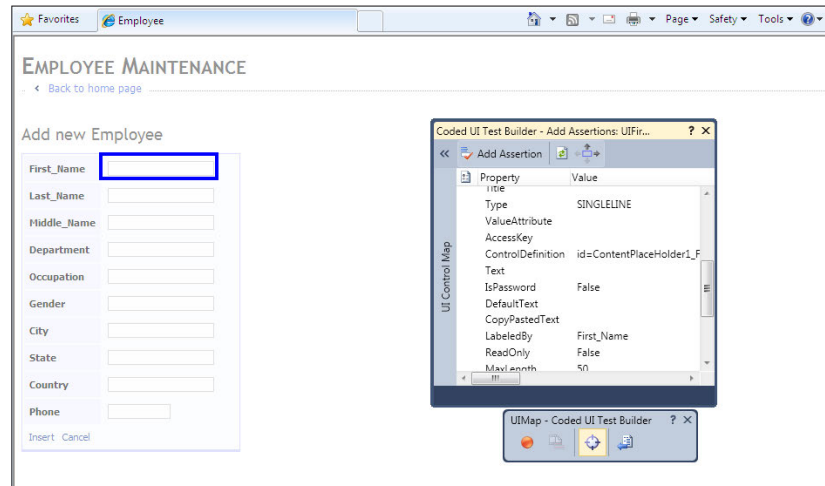 Favorites Employee Page Safety Tools
EMPLOYEE MAINTENANCE
Back to home page
Add new Employee
First_Name
Last_Name
Middle_Name
Department
Occupation
Gender
City
State
Country
Phone
Insert Cancel
Coded UI Test Builder - Add Assertions: UIFir... ? ×
« Add Assertion
UI Control Map
Property Value
Title
Type SINGLELINE
ValueAttribute
AccessKey
ControlDefinition id=ContentPlaceHolder1_F
Text
IsPassword False
DefaultText
CopyPastedText
LabeledBy First_Name
ReadOnly False
MaxLength 50
UIMap - Coded UI Test Builder ? ×